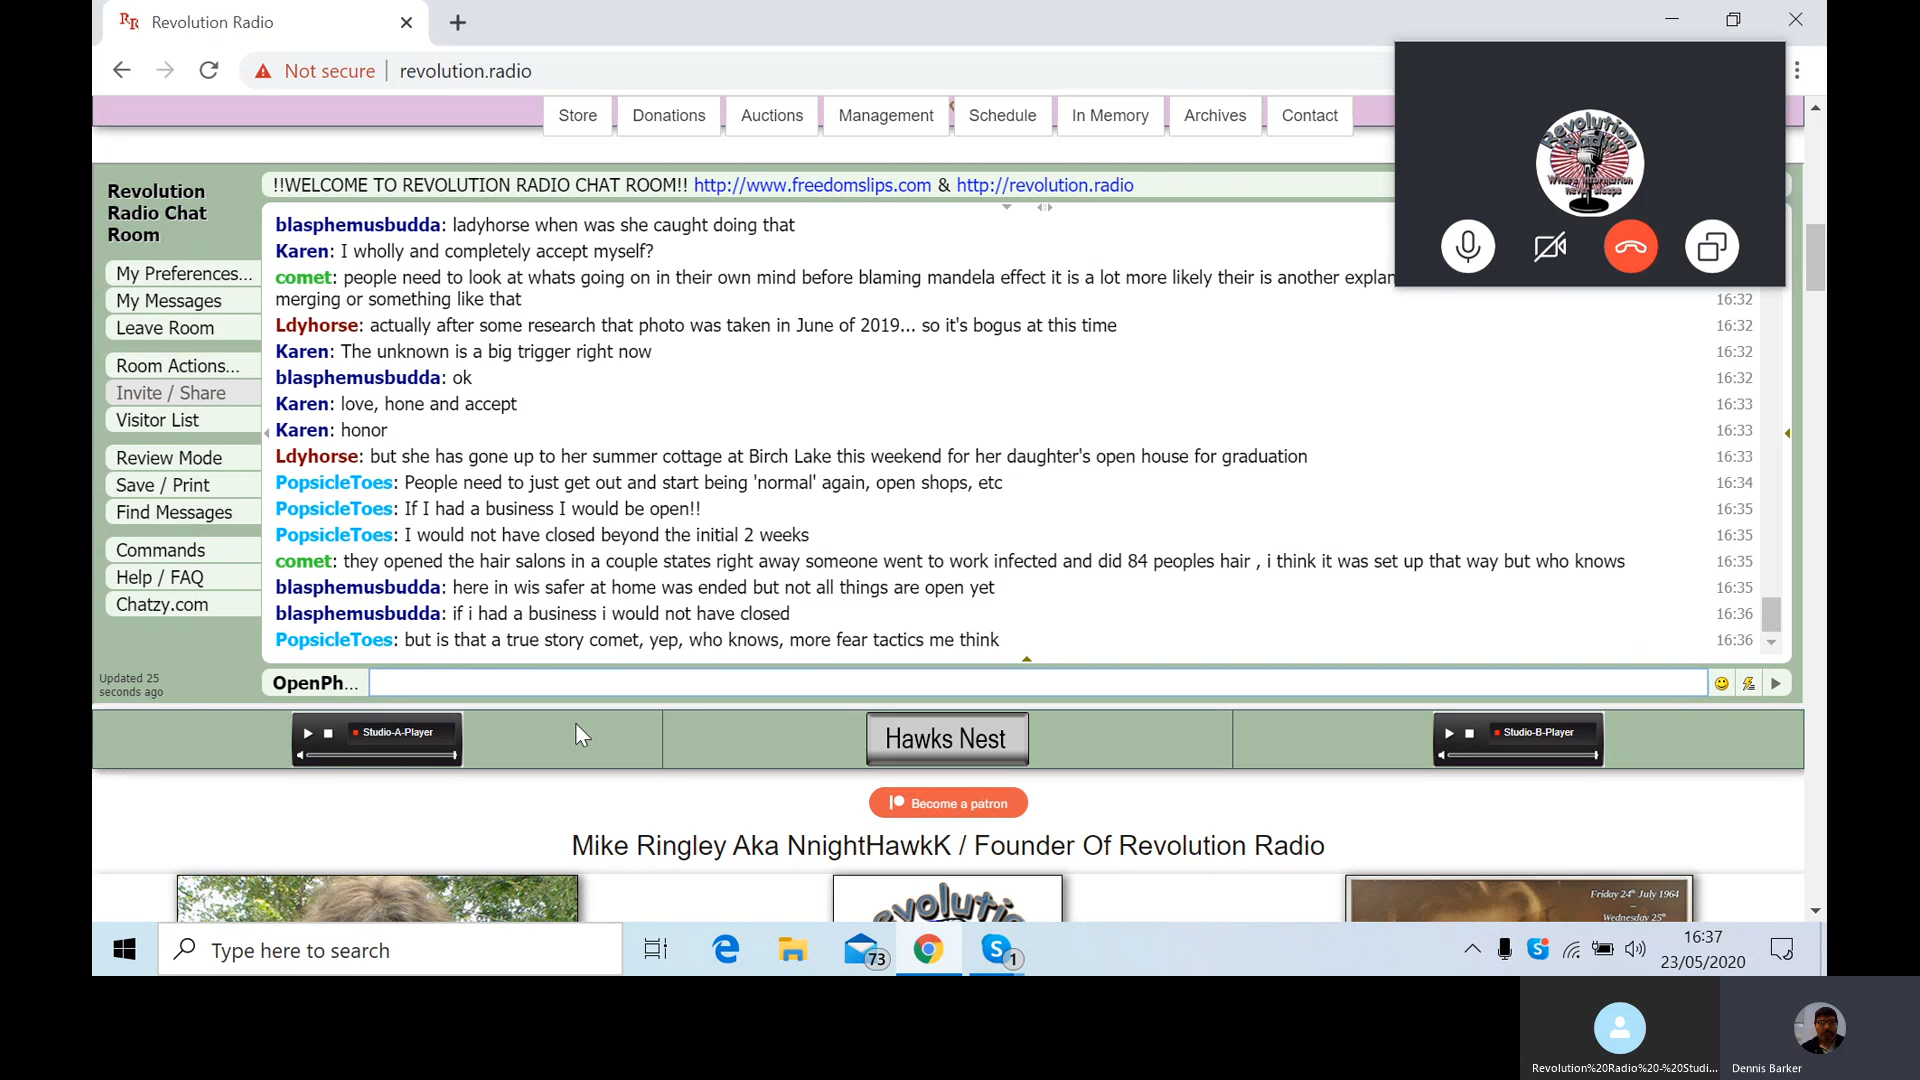 Revolution Radio
Not secure
revolution.radio
Store
Donations
Auctions
Management
Schedule
In Memory
Archives
Contact
Revolution
Radio Chat
Room
My Preferences...
My Messages
Leave Room
Room Actions...
Invite / Share
Visitor List
Review Mode
Save / Print
Find Messages
Commands
Help / FAQ
Chatzy.com
Updated 25
seconds ago
!!WELCOME TO REVOLUTION RADIO CHAT ROOM!! http://www.freedomslips.com & http://revolution.radio
blasphemusbudda: ladyhorse when was she caught doing that
Karen: I wholly and completely accept myself?
comet: people need to look at whats going on in their own mind before blaming mandela effect it is a lot more likely their is another explan
merging or something like that 16:32
Ldyhorse: actually after some research that photo was taken in June of 2019... so it's bogus at this time 16:32
Karen: The unknown is a big trigger right now 16:32
blasphemusbudda: ok 16:32
Karen: love, hone and accept 16:33
Karen: honor 16:33
Ldyhorse: but she has gone up to her summer cottage at Birch Lake this weekend for her daughter's open house for graduation 16:33
PopsicleToes: People need to just get out and start being 'normal' again, open shops, etc 16:34
PopsicleToes: If I had a business I would be open!! 16:35
PopsicleToes: I would not have closed beyond the initial 2 weeks 16:35
comet: they opened the hair salons in a couple states right away someone went to work infected and did 84 peoples hair , i think it was set up that way but who knows 16:35
blasphemusbudda: here in wis safer at home was ended but not all things are open yet 16:35
blasphemusbudda: if i had a business i would not have closed 16:36
PopsicleToes: but is that a true story comet, yep, who knows, more fear tactics me think 16:36
OpenPh...
Studio-A-Player
Hawks Nest
Studio-B-Player
Become a patron
Mike Ringley Aka NnightHawkK / Founder Of Revolution Radio
Revolution
Friday 24th July 1964
–
Wednesday 25th
Revolution
Radio
Where information
never sleeps
Type here to search
73
1
16:37
23/05/2020
Revolution%20Radio%20-%20Studi...
Dennis Barker